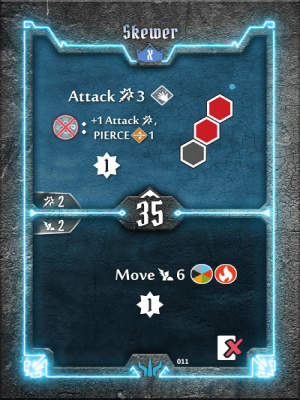 Skewer
X
Attack 3
+1 Attack,
PIERCE 1
1
2
35
2
Move 6
1
011